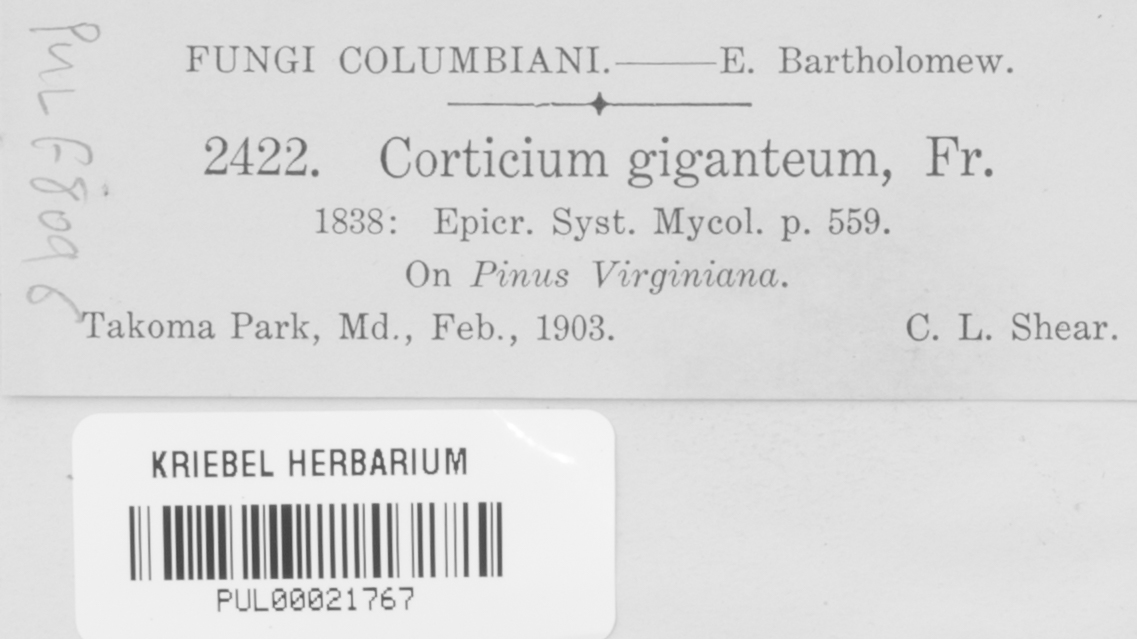 FUNGI COLUMBIANI.——E. Bartholomew.
2422. Corticium giganteum, Fr.
1838: Epicr. Syst. Mycol. p. 559.
On Pinus Virginiana.
Takoma Park, Md., Feb., 1903. C. L. Shear.
PUL F8096
KRIEBEL HERBARIUM
PUL00021767